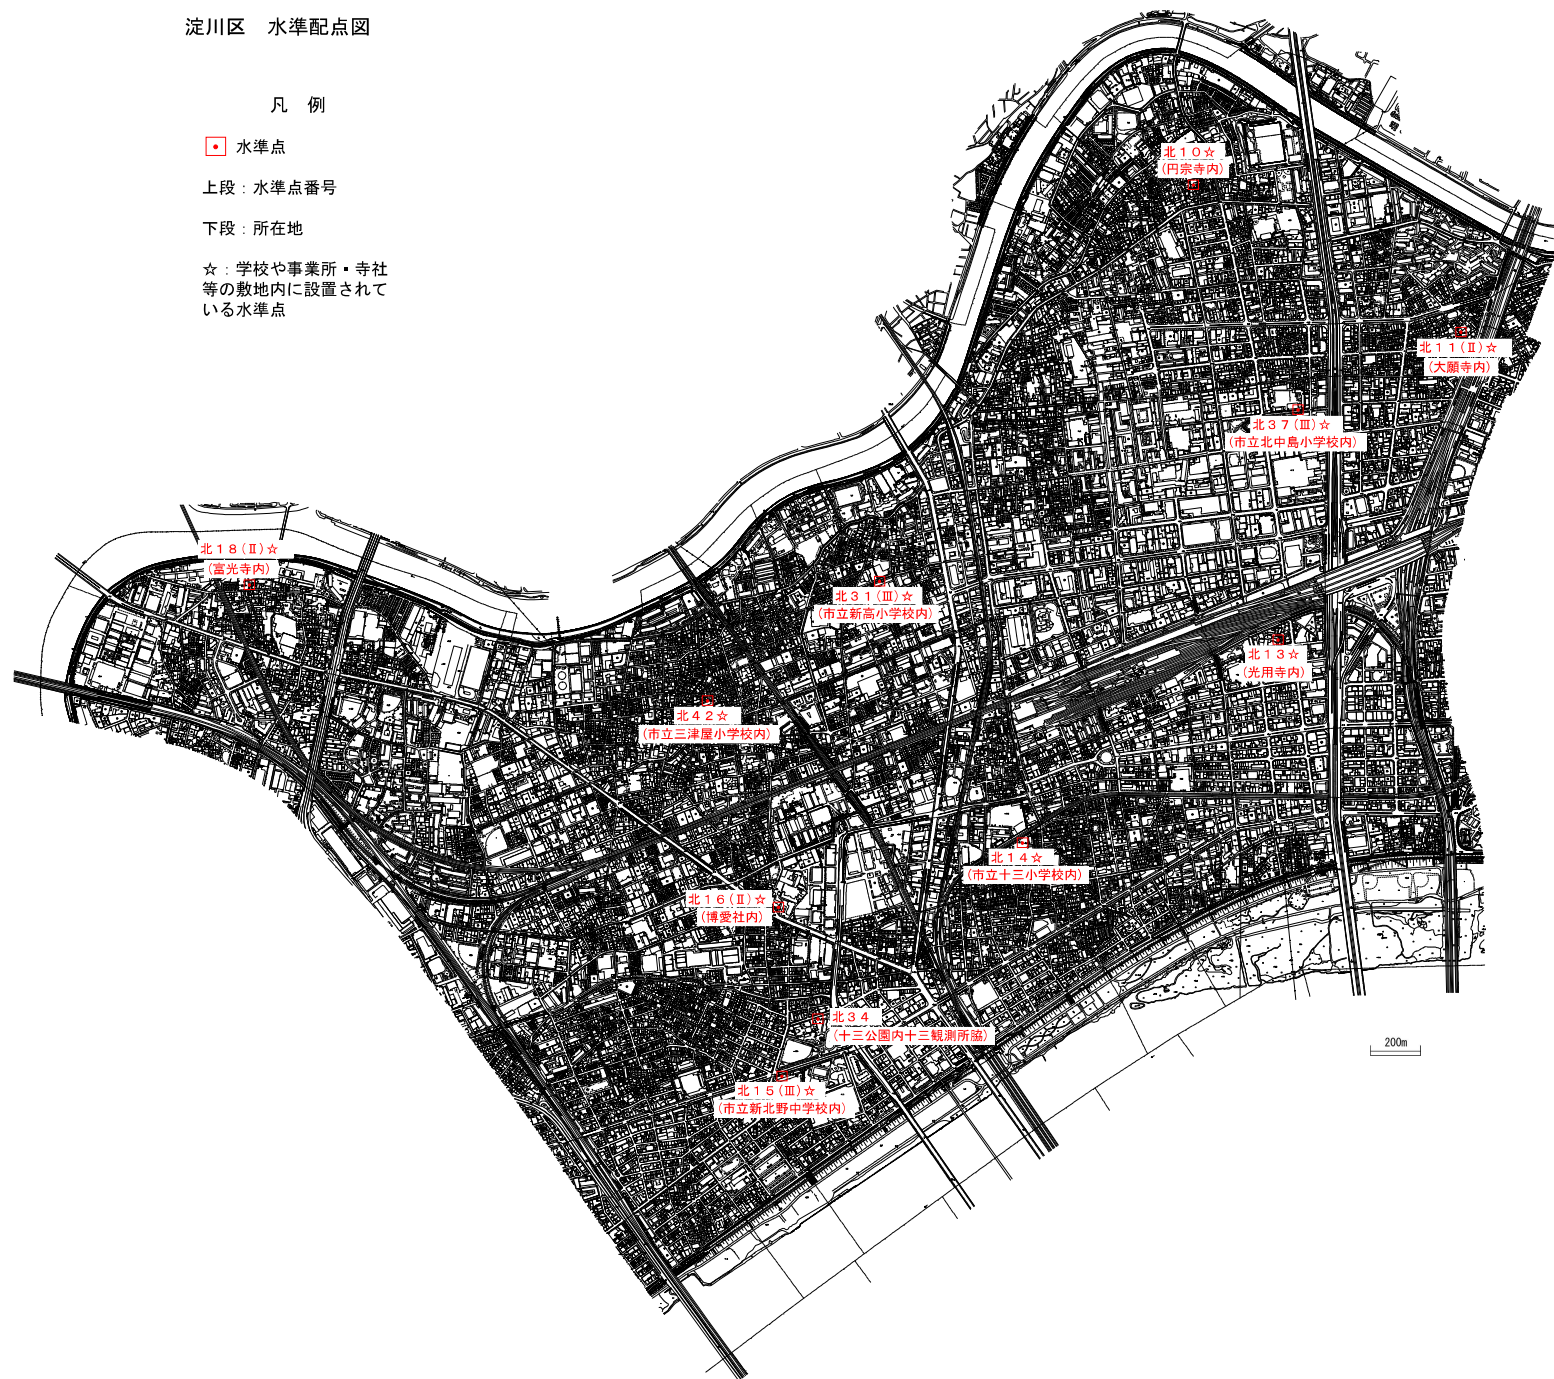 淀川区　水準配点図
凡　例
水準点
上段：水準点番号
下段：所在地
☆：学校や事業所・寺社
等の敷地内に設置されて
いる水準点
北１０☆
(円宗寺内)
北１１(Ⅱ)☆
(大願寺内)
北３７(Ⅲ)☆
(市立北中島小学校内)
北１８(Ⅱ)☆
(富光寺内)
北３１(Ⅲ)☆
(市立新高小学校内)
北１３☆
(光用寺内)
北４２☆
(市立三津屋小学校内)
北１４☆
(市立十三小学校内)
北１６(Ⅱ)☆
(博愛社内)
北３４
(十三公園内十三観測所脇)
北１５(Ⅲ)☆
(市立新北野中学校内)
200m